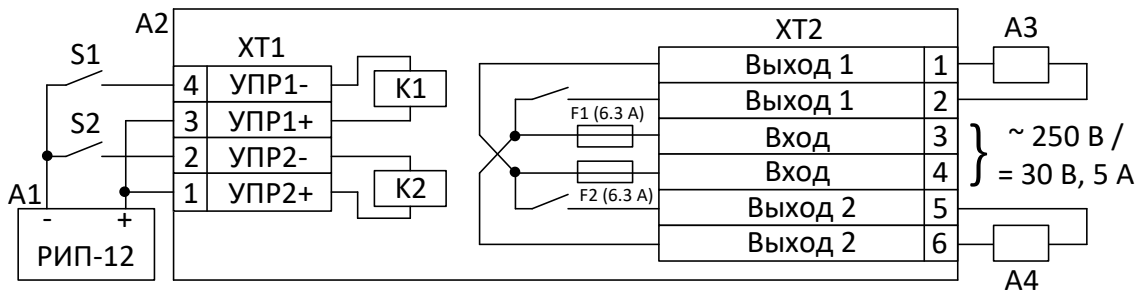 A2
XT1
XT2
A3
S1
4 УПР1-
K1
Выход 1 1
Выход 1 2
S2
3 УПР1+
F1 (6.3 А)
Вход 3
~ 250 В /
2 УПР2-
K2
Вход 4
= 30 В, 5 А
A1
1 УПР2+
F2 (6.3 А)
Выход 2 5
- +
РИП-12
Выход 2 6
A4